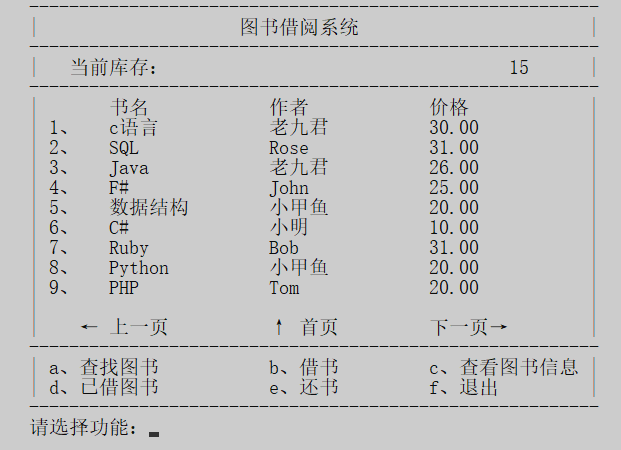 图书借阅系统
当前库存: 15
书名 作者 价格
1、 c语言 老九君 30.00
2、 SQL Rose 31.00
3、 Java 老九君 26.00
4、 F# John 25.00
5、 数据结构 小甲鱼 20.00
6、 C# 小明 10.00
7、 Ruby Bob 31.00
8、 Python 小甲鱼 20.00
9、 PHP Tom 20.00
← 上一页 ↑ 首页 下一页→
a、查找图书 b、借书 c、查看图书信息
d、已借图书 e、还书 f、退出
请选择功能: